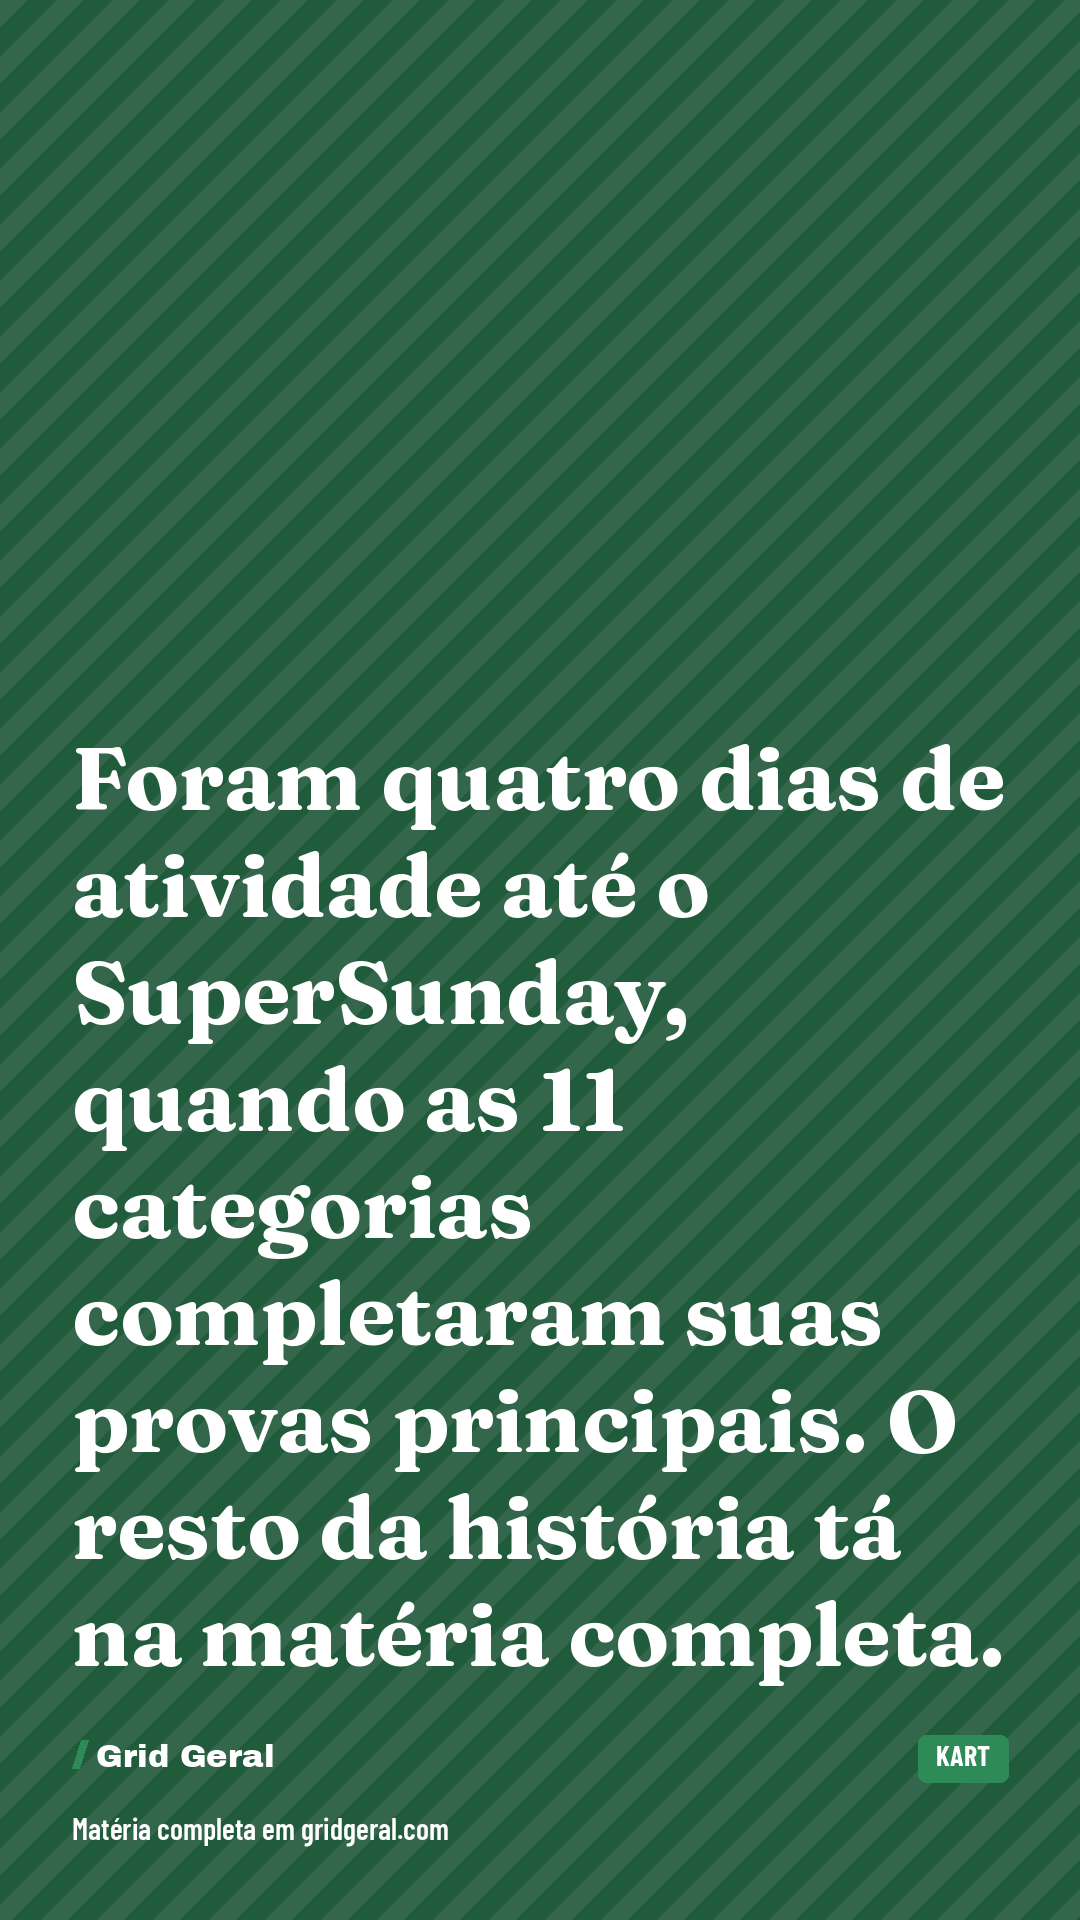 Foram quatro dias de
atividade até o
SuperSunday,
quando as 11
categorias
completaram suas
provas principais. O
resto da história tá
na matéria completa.
/ Grid Geral
KART
Matéria completa em gridgeral.com